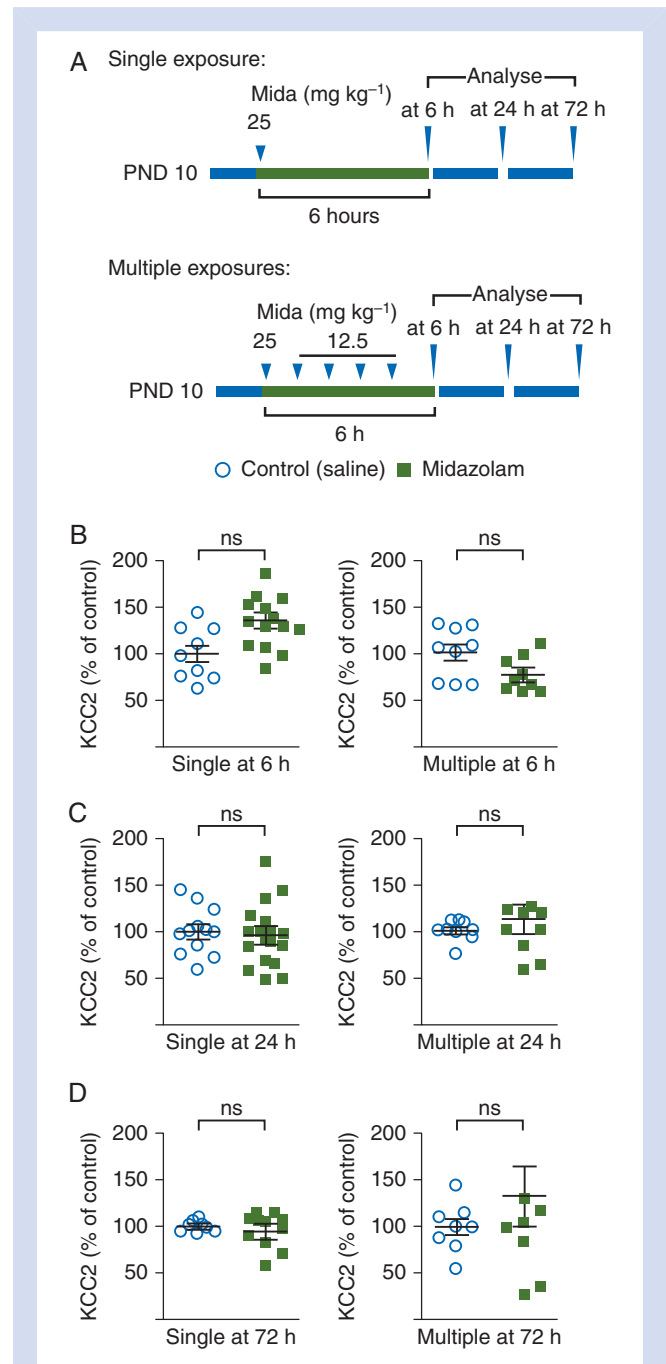 A Single exposure:
Analyse
Mida (mg kg⁻¹)
25
at 6 h at 24 h at 72 h
PND 10
6 hours
Multiple exposures:
Analyse
Mida (mg kg⁻¹)
25 12.5
at 6 h at 24 h at 72 h
PND 10
6 h
Control (saline) Midazolam
B
ns
KCC2 (% of control)
200
150
100
50
Single at 6 h
ns
KCC2 (% of control)
200
150
100
50
Multiple at 6 h
C
ns
KCC2 (% of control)
200
150
100
50
Single at 24 h
ns
KCC2 (% of control)
200
150
100
50
Multiple at 24 h
D
ns
KCC2 (% of control)
200
150
100
50
Single at 72 h
ns
KCC2 (% of control)
200
150
100
50
Multiple at 72 h